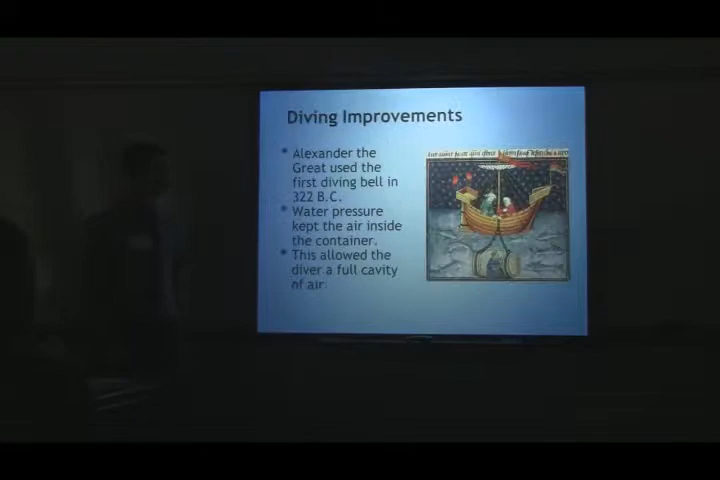 Diving Improvements
* Alexander the
Great used the
first diving bell in
322 B.C.
* Water pressure
kept the air inside
the container.
* This allowed the
diver a full cavity
of air